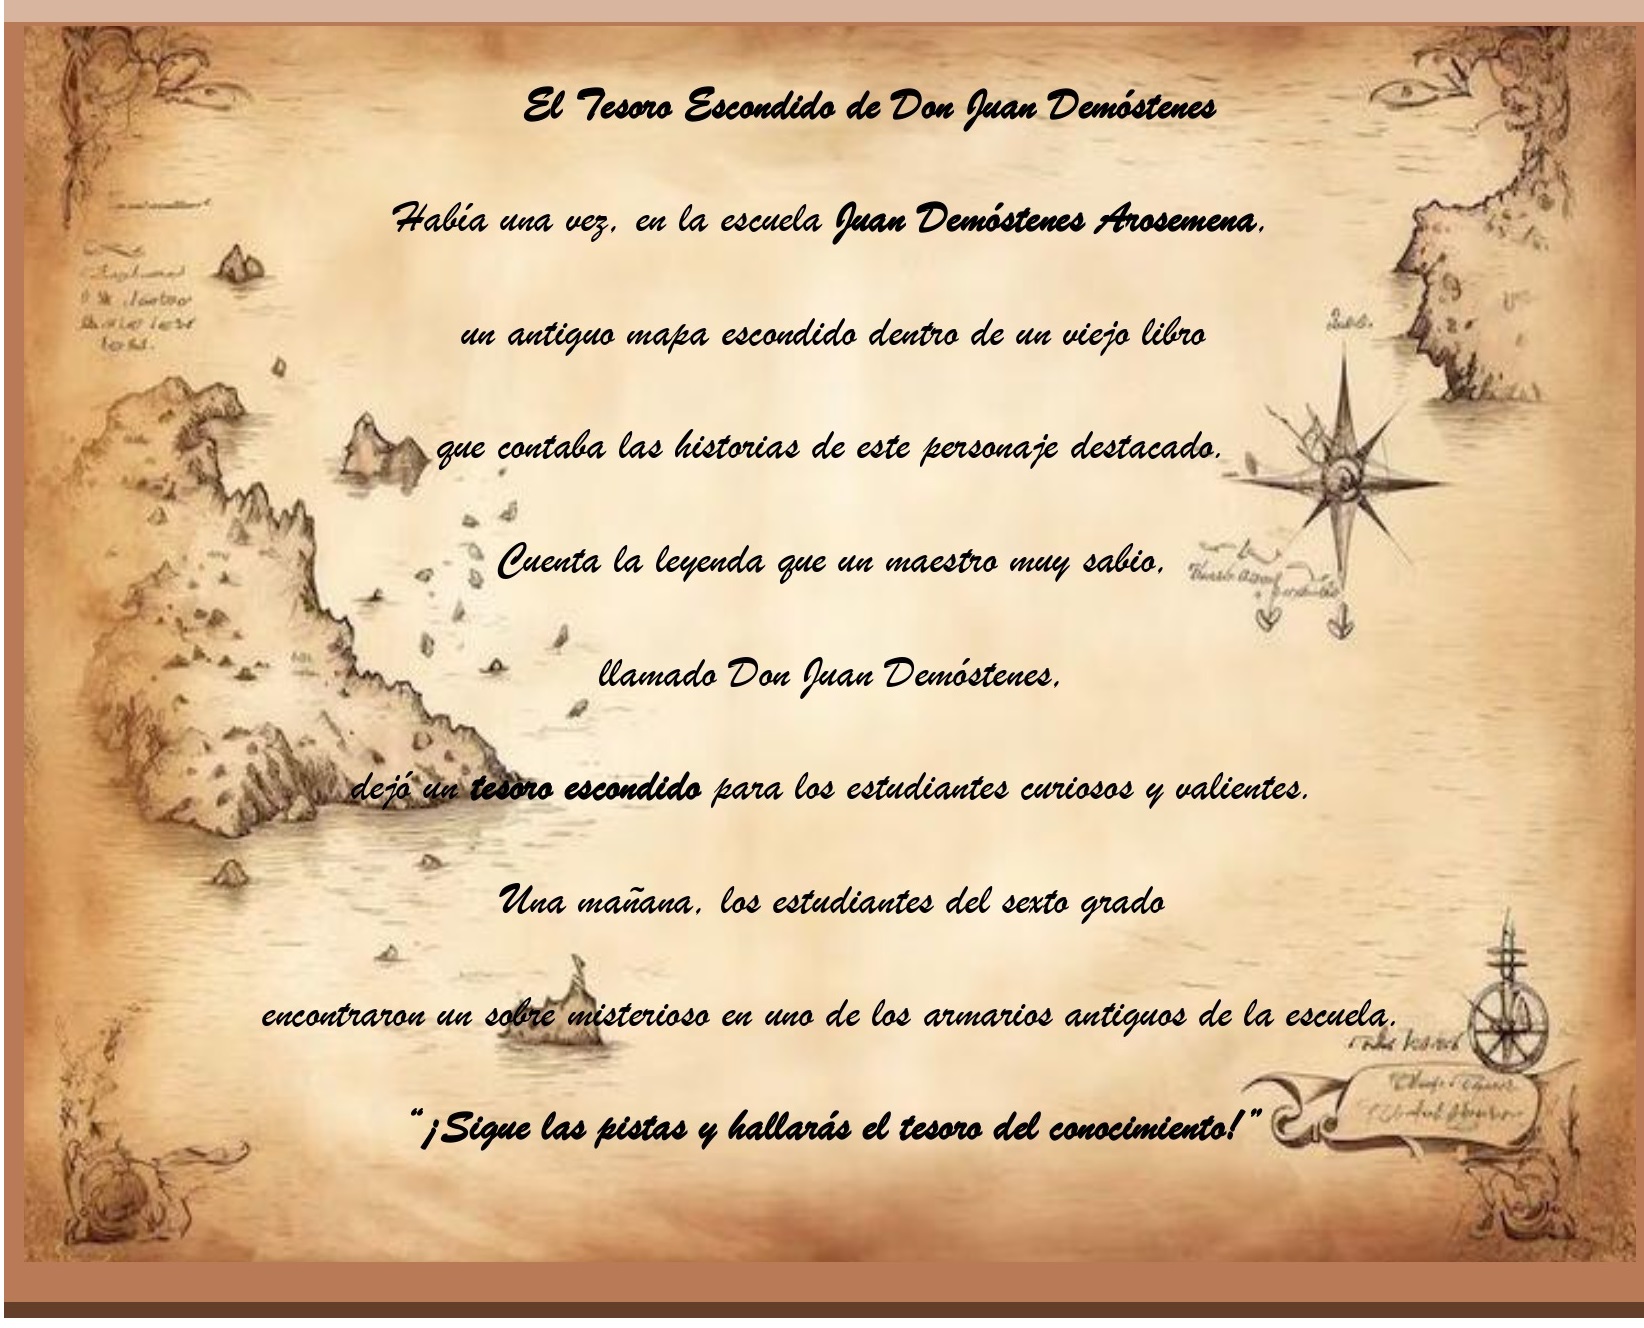 El Tesoro Escondido de Don Juan Demóstenes
Había una vez, en la escuela Juan Demóstenes Arosemena,
un antiguo mapa escondido dentro de un viejo libro
que contaba las historias de este personaje destacado.
Cuenta la leyenda que un maestro muy sabio,
llamado Don Juan Demóstenes,
dejó un tesoro escondido para los estudiantes curiosos y valientes.
Una mañana, los estudiantes del sexto grado
encontraron un sobre misterioso en uno de los armarios antiguos de la escuela.
“¡Sigue las pistas y hallarás el tesoro del conocimiento!”